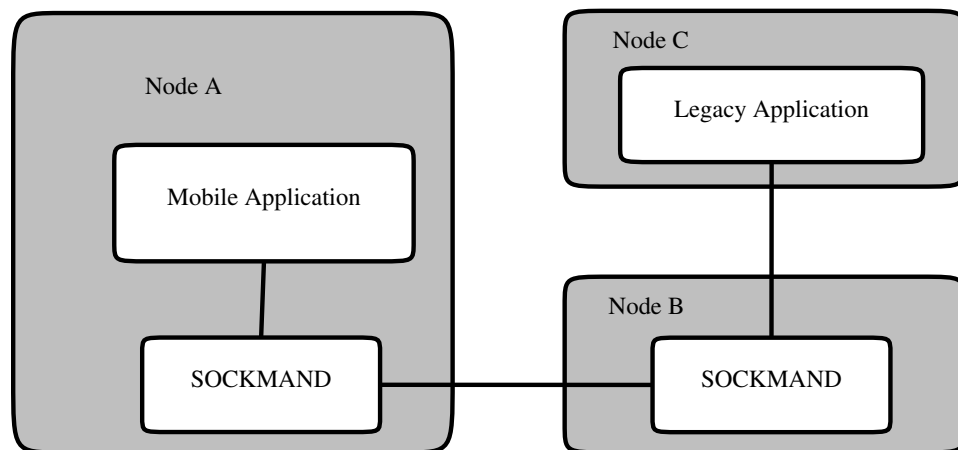 Node A
Mobile Application
SOCKMAND
Node C
Legacy Application
Node B
SOCKMAND